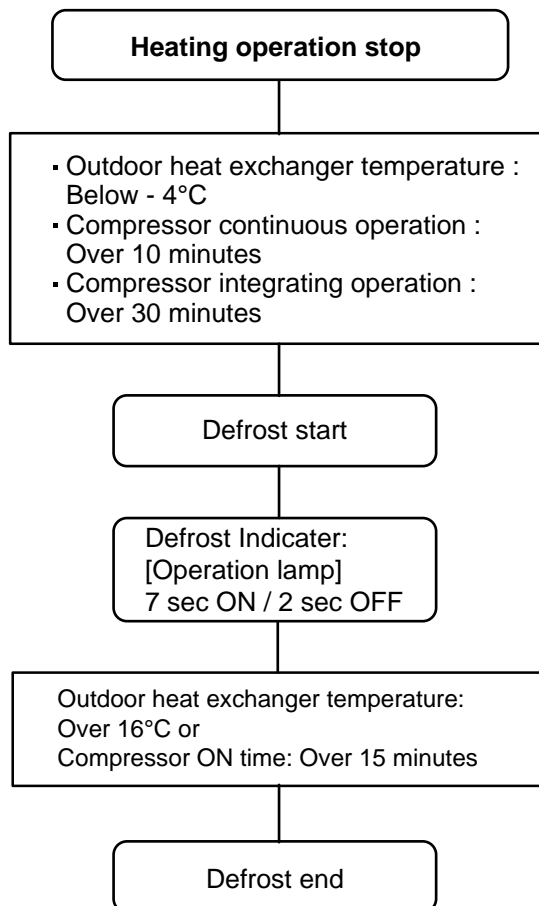 Heating operation stop
· Outdoor heat exchanger temperature :
Below - 4°C
· Compressor continuous operation :
Over 10 minutes
· Compressor integrating operation :
Over 30 minutes
Defrost start
Defrost Indicater:
[Operation lamp]
7 sec ON / 2 sec OFF
Outdoor heat exchanger temperature:
Over 16°C or
Compressor ON time: Over 15 minutes
Defrost end